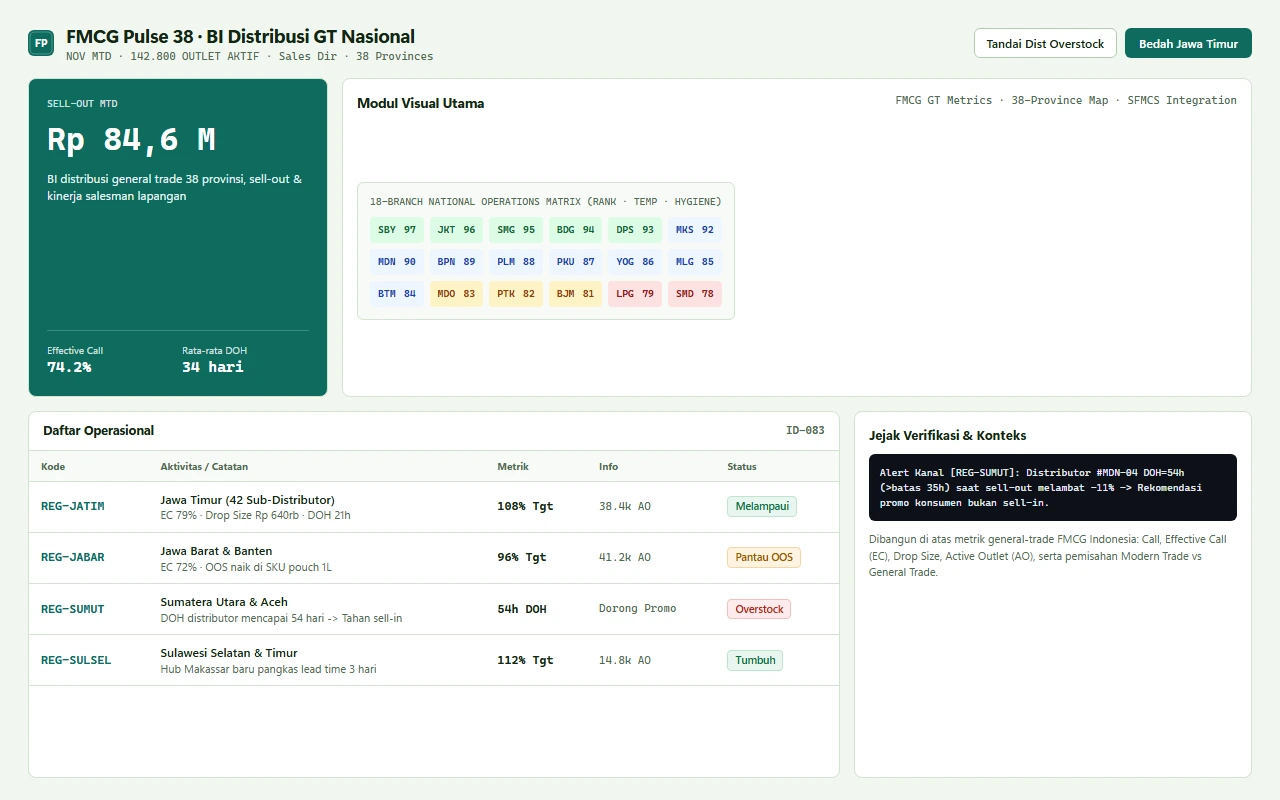 FP
FMCG Pulse 38 · BI Distribusi GT Nasional
NOV MTD · 142.800 OUTLET AKTIF · Sales Dir · 38 Provinces
Tandai Dist Overstock
Bedah Jawa Timur
SELL-OUT MTD
Rp 84,6 M
BI distribusi general trade 38 provinsi, sell-out &
kinerja salesman lapangan
Effective Call
74.2%
Rata-rata DOH
34 hari
Modul Visual Utama
FMCG GT Metrics · 38-Province Map · SFMCS Integration
18-BRANCH NATIONAL OPERATIONS MATRIX (RANK · TEMP · HYGIENE)
SBY 97 JKT 96 SMG 95 BDG 94 DPS 93 MKS 92
MDN 90 BPN 89 PLM 88 PKU 87 YOG 86 MLG 85
BTM 84 MDO 83 PTK 82 BJM 81 LPG 79 SMD 78
Daftar Operasional
ID-083
Kode Aktivitas / Catatan Metrik Info Status
REG-JATIM
Jawa Timur (42 Sub-Distributor)
EC 79% · Drop Size Rp 640rb · DOH 21h
108% Tgt
38.4k AO
Melampaui
REG-JABAR
Jawa Barat & Banten
EC 72% · OOS naik di SKU pouch 1L
96% Tgt
41.2k AO
Pantau OOS
REG-SUMUT
Sumatera Utara & Aceh
DOH distributor mencapai 54 hari -> Tahan sell-in
54h DOH
Dorong Promo
Overstock
REG-SULSEL
Sulawesi Selatan & Timur
Hub Makassar baru pangkas lead time 3 hari
112% Tgt
14.8k AO
Tumbuh
Jejak Verifikasi & Konteks
Alert Kanal [REG-SUMUT]: Distributor #MDN-04 DOH=54h
(>batas 35h) saat sell-out melambat -11% -> Rekomendasi
promo konsumen bukan sell-in.
Dibangun di atas metrik general-trade FMCG Indonesia: Call, Effective Call
(EC), Drop Size, Active Outlet (AO), serta pemisahan Modern Trade vs
General Trade.